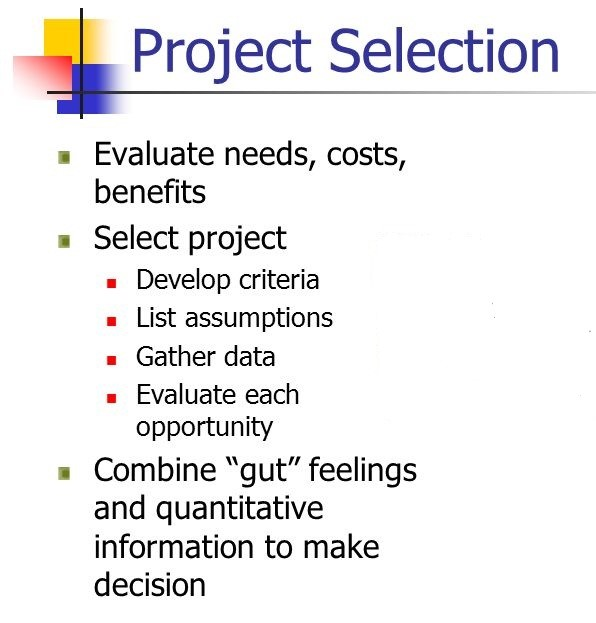 Project Selection
Evaluate needs, costs,
benefits
Select project
Develop criteria
List assumptions
Gather data
Evaluate each
opportunity
Combine “gut” feelings
and quantitative
information to make
decision